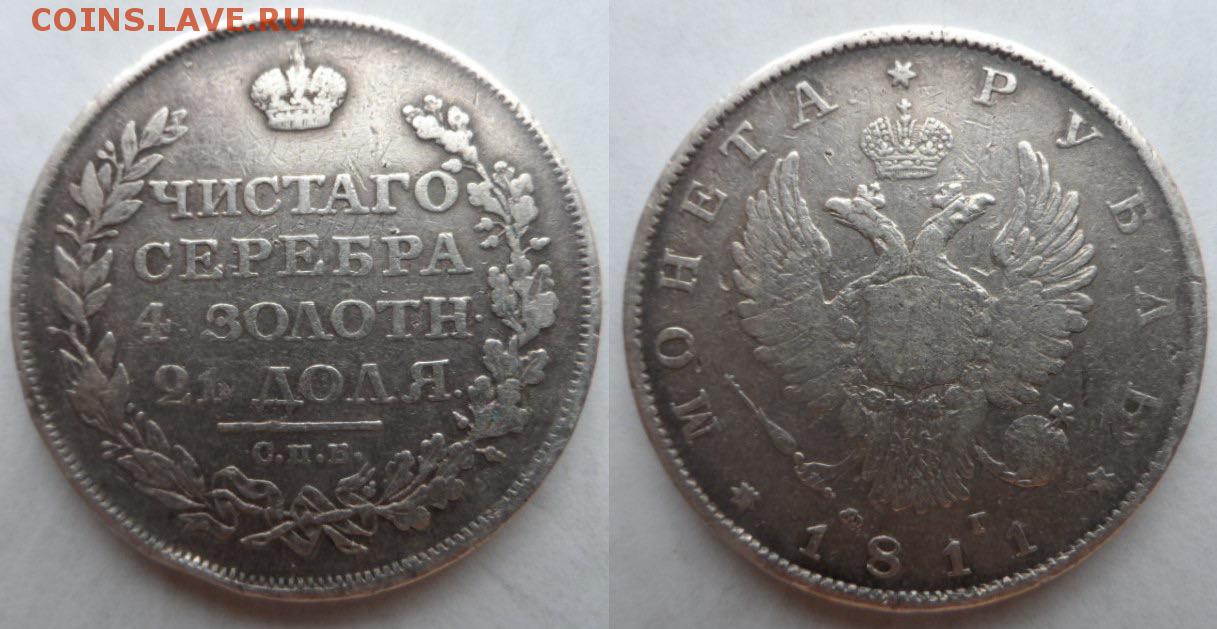 COINS.LAVE.RU
ЧИСТАГО
СЕРЕБРА
4 ЗОЛОТН.
21. ДОЛЯ.
С.П.Б.
МОНЕТА * РУБЛЬ
* 1811 *
Ф Г